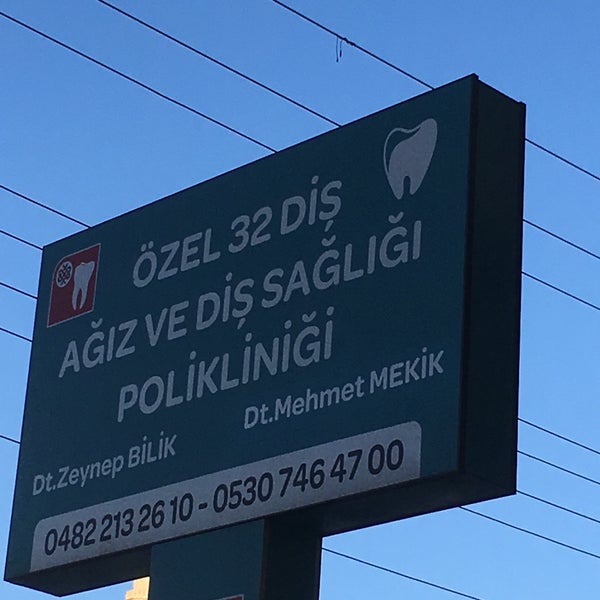 ÖZEL 32 DİŞ
AĞIZ VE DİŞ SAĞLIĞI
POLİKLİNİĞİ
Dt.Zeynep BİLİK
Dt.Mehmet MEKİK
0482 213 26 10 - 0530 746 47 00